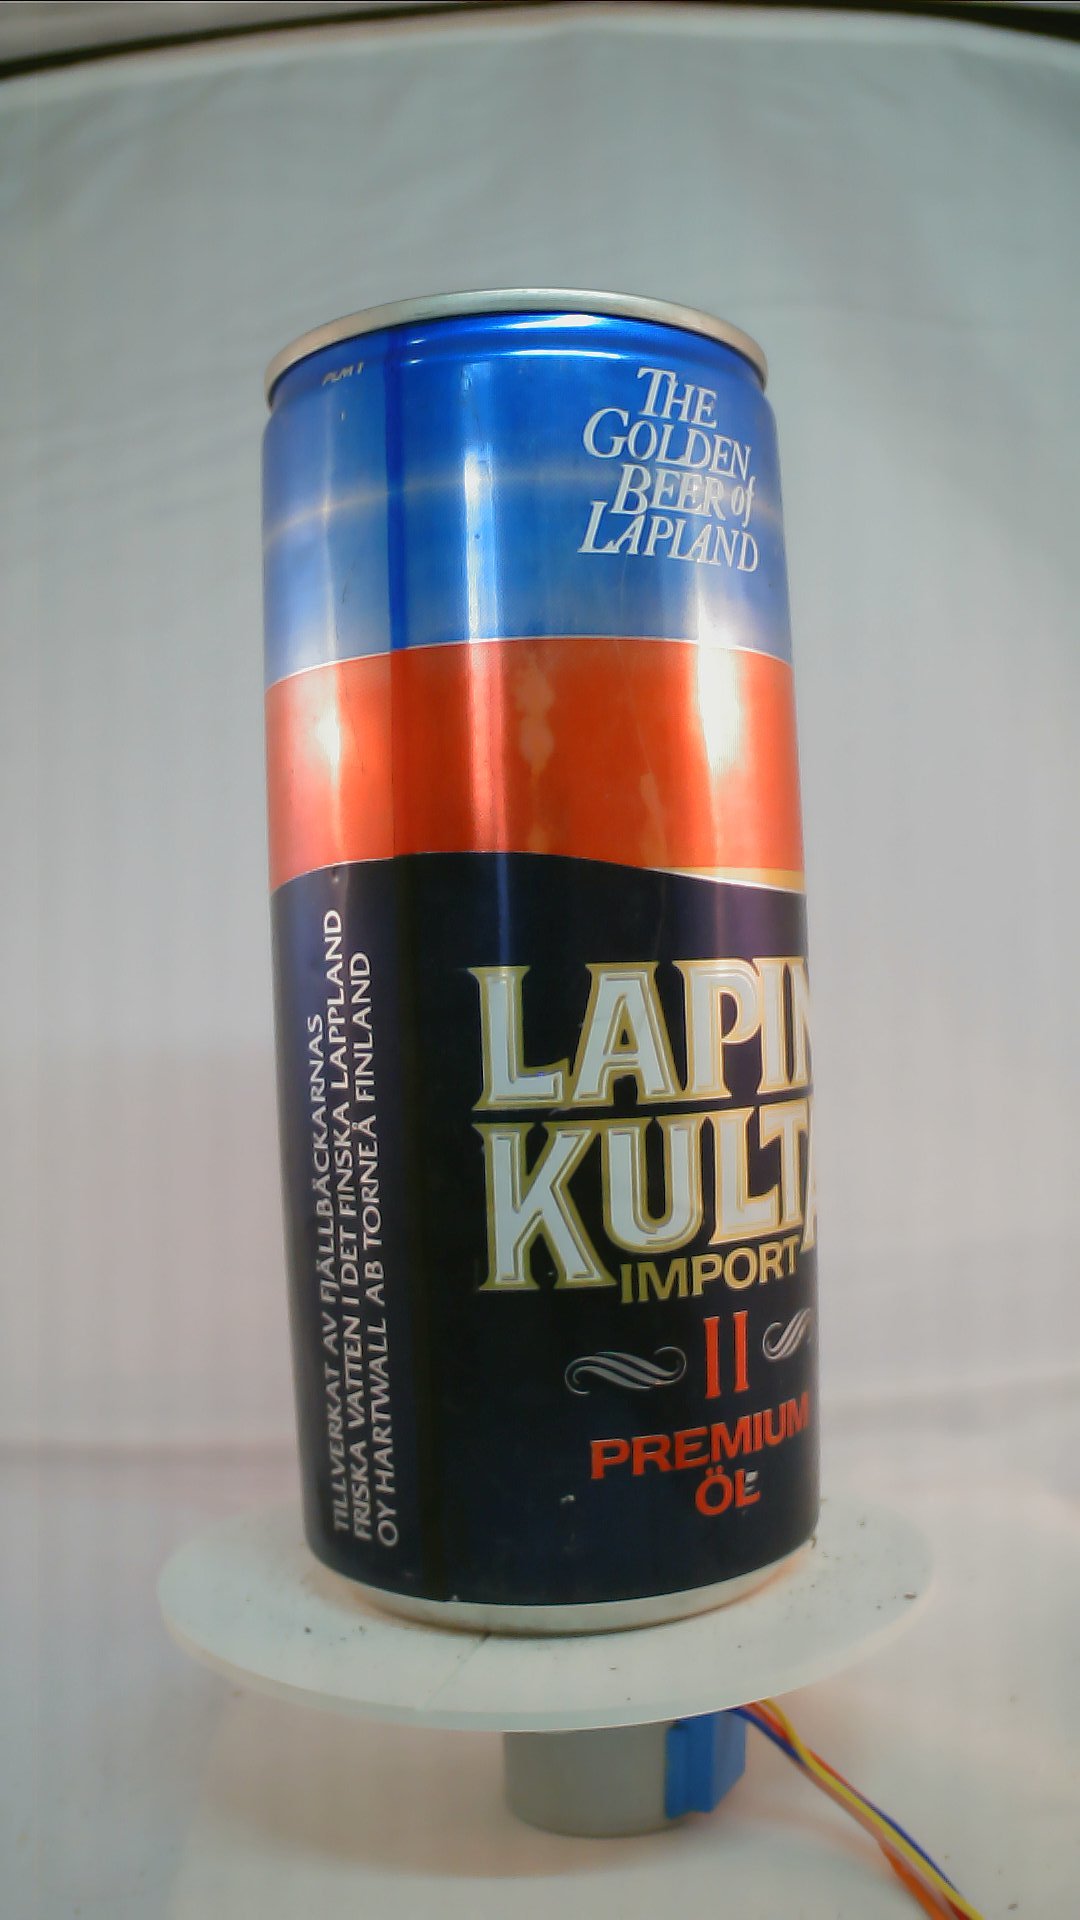 PLM T
THE
GOLDEN
BEER of
LAPLAND
LAPIN
KULTA
IMPORT
II
PREMIUM
ÖL
TILLVERKAT AV FJÄLLBÄCKARNAS
FRISKA VATTEN I DET FINSKA LAPPLAND
OY HARTWALL AB TORNEÅ FINLAND